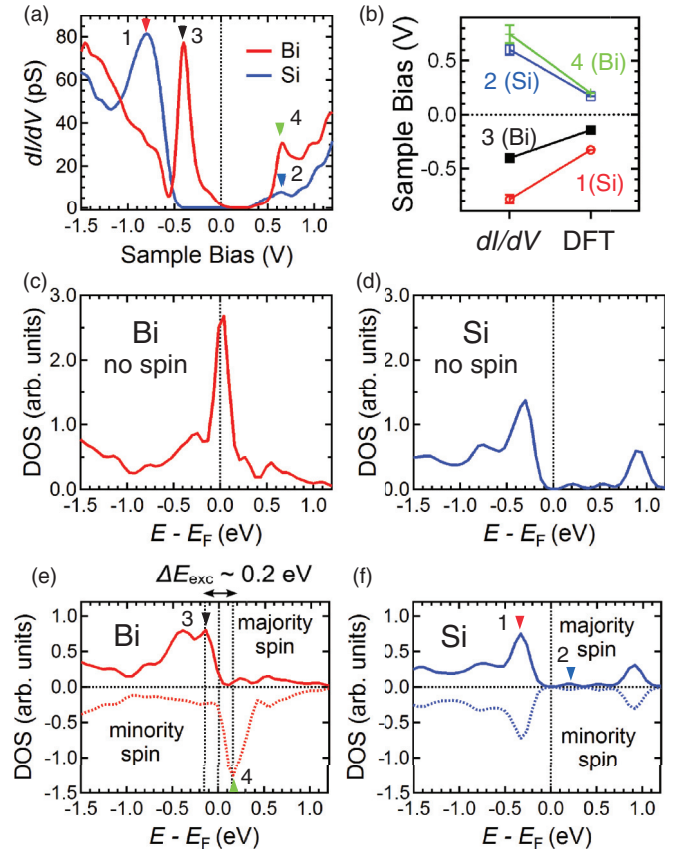 (a)
80
60
40
20
0
dI/dV (pS)
1
3
Bi
Si
4
2
-1.5 -1.0 -0.5 0.0 0.5 1.0
Sample Bias (V)
(b)
0.5
0.0
-0.5
Sample Bias (V)
4 (Bi)
2 (Si)
3 (Bi)
1(Si)
dI/dV DFT
(c)
3.0
2.0
1.0
0.0
DOS (arb. units)
Bi
no spin
-1.5 -1.0 -0.5 0.0 0.5 1.0
E - EF (eV)
(d)
3.0
2.0
1.0
0.0
DOS (arb. units)
Si
no spin
-1.5 -1.0 -0.5 0.0 0.5 1.0
E - EF (eV)
(e)
ΔEexc ~ 0.2 eV
1.0
0.5
0.0
-0.5
-1.0
-1.5
DOS (arb. units)
Bi
3
majority
spin
minority
spin
4
-1.5 -1.0 -0.5 0.0 0.5 1.0
E - EF (eV)
(f)
1.0
0.5
0.0
-0.5
-1.0
-1.5
DOS (arb. units)
Si
1
majority
spin
2
minority
spin
-1.5 -1.0 -0.5 0.0 0.5 1.0
E - EF (eV)